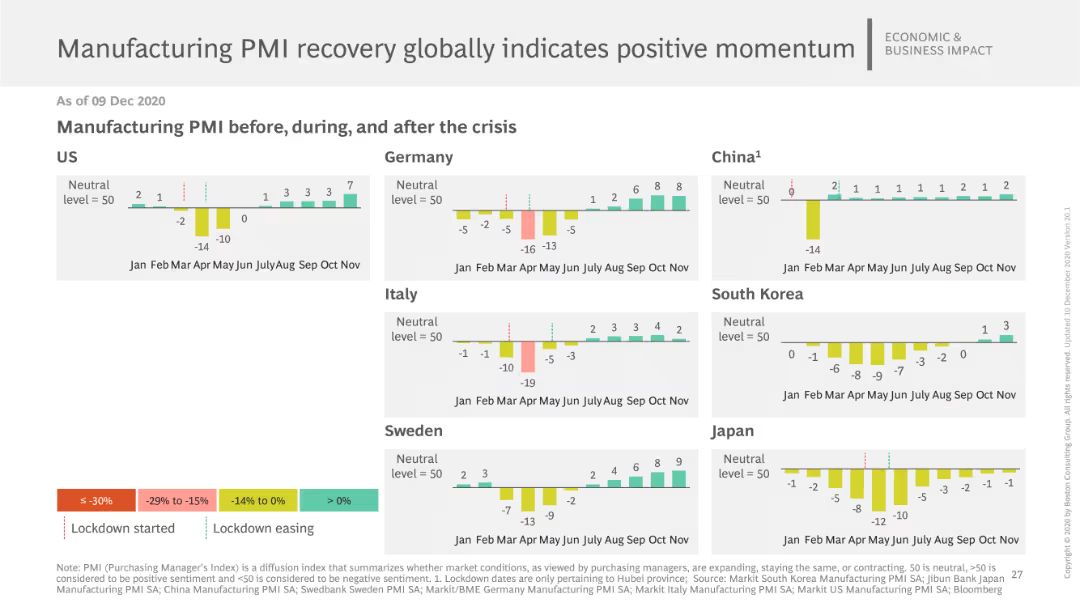 Manufacturing PMI recovery globally indicates positive momentum
ECONOMIC &
BUSINESS IMPACT
As of 09 Dec 2020
Manufacturing PMI before, during, and after the crisis
US
Neutral
level = 50
2 1 -2 -14 -10 0 1 3 3 3 7
Jan Feb Mar Apr May Jun July Aug Sep Oct Nov
Germany
Neutral
level = 50
-5 -2 -5 -16 -13 -5 1 2 6 8 8
Jan Feb Mar Apr May Jun July Aug Sep Oct Nov
China1
Neutral
level = 50
0 -14 2 1 1 1 1 1 2 1 2
Jan Feb Mar Apr May Jun July Aug Sep Oct Nov
Italy
Neutral
level = 50
-1 -1 -10 -19 -5 -3 2 3 3 4 2
Jan Feb Mar Apr May Jun July Aug Sep Oct Nov
South Korea
Neutral
level = 50
0 -1 -6 -8 -9 -7 -3 -2 0 1 3
Jan Feb Mar Apr May Jun July Aug Sep Oct Nov
Sweden
Neutral
level = 50
2 3 -7 -13 -9 -2 2 4 6 8 9
Jan Feb Mar Apr May Jun July Aug Sep Oct Nov
Japan
Neutral
level = 50
-1 -2 -5 -8 -12 -10 -5 -3 -2 -1 -1
Jan Feb Mar Apr May Jun July Aug Sep Oct Nov
≤ -30%
-29% to -15%
-14% to 0%
> 0%
Lockdown started
Lockdown easing
Note: PMI (Purchasing Manager's Index) is a diffusion index that summarizes whether market conditions, as viewed by purchasing managers, are expanding, staying the same, or contracting. 50 is neutral, >50 is
considered to be positive sentiment and <50 is considered to be negative sentiment. 1. Lockdown dates are only pertaining to Hubei province; Source: Markit South Korea Manufacturing PMI SA; Jibun Bank Japan
Manufacturing PMI SA; China Manufacturing PMI SA; Swedbank Sweden PMI SA; Markit/BME Germany Manufacturing PMI SA; Markit Italy Manufacturing PMI SA; Markit US Manufacturing PMI SA; Bloomberg
27
Copyright © 2020 by Boston Consulting Group. All rights reserved. Updated 10 December 2020 Version 20.1